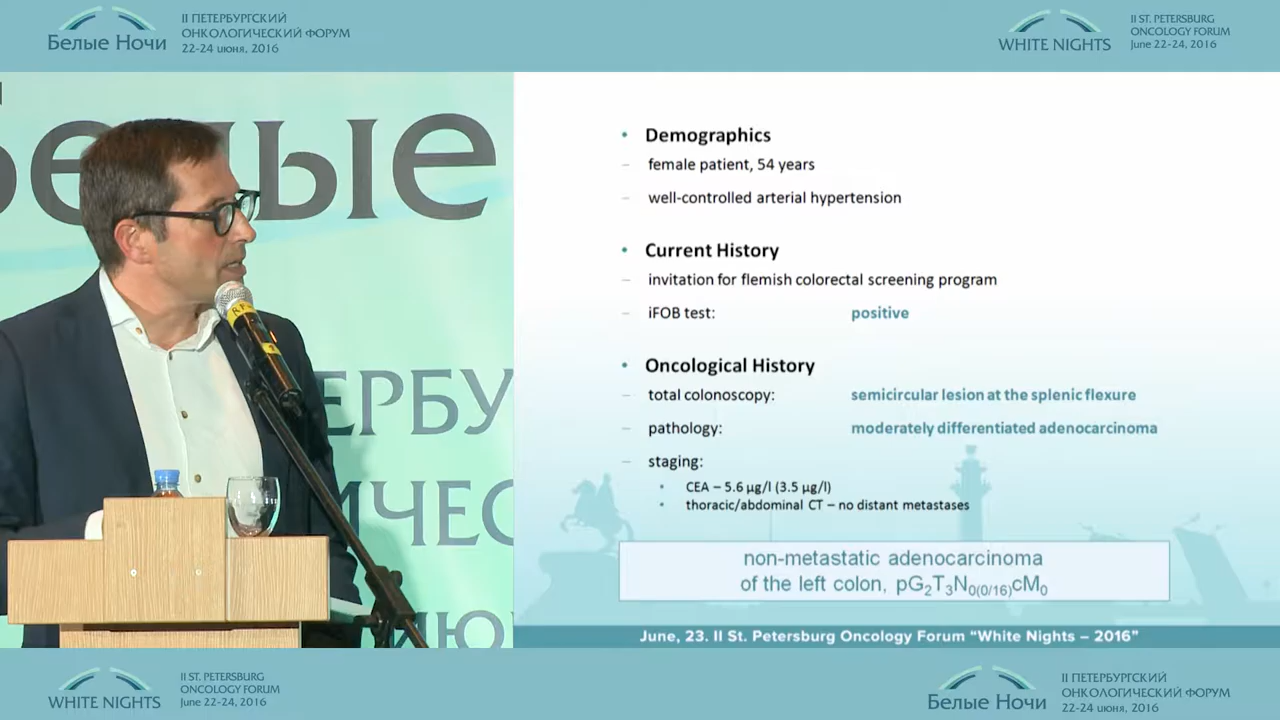 II ПЕТЕРБУРГСКИЙ
ОНКОЛОГИЧЕСКИЙ ФОРУМ
22-24 июня, 2016
Белые Ночи
II ST. PETERSBURG
ONCOLOGY FORUM
June 22-24, 2016
WHITE NIGHTS
белые
ЕРБУ
ИЧЕС
ИЮ
• Demographics
– female patient, 54 years
– well-controlled arterial hypertension
• Current History
– invitation for flemish colorectal screening program
– iFOB test: positive
• Oncological History
– total colonoscopy: semicircular lesion at the splenic flexure
– pathology: moderately differentiated adenocarcinoma
– staging:
• CEA – 5.6 µg/l (3.5 µg/l)
• thoracic/abdominal CT – no distant metastases
non-metastatic adenocarcinoma
of the left colon, pG2T3N0(0/16)cM0
June, 23. II St. Petersburg Oncology Forum "White Nights – 2016"
WHITE NIGHTS
II ST. PETERSBURG
ONCOLOGY FORUM
June 22-24, 2016
Белые Ночи
II ПЕТЕРБУРГСКИЙ
ОНКОЛОГИЧЕСКИЙ ФОРУМ
22-24 июня, 2016